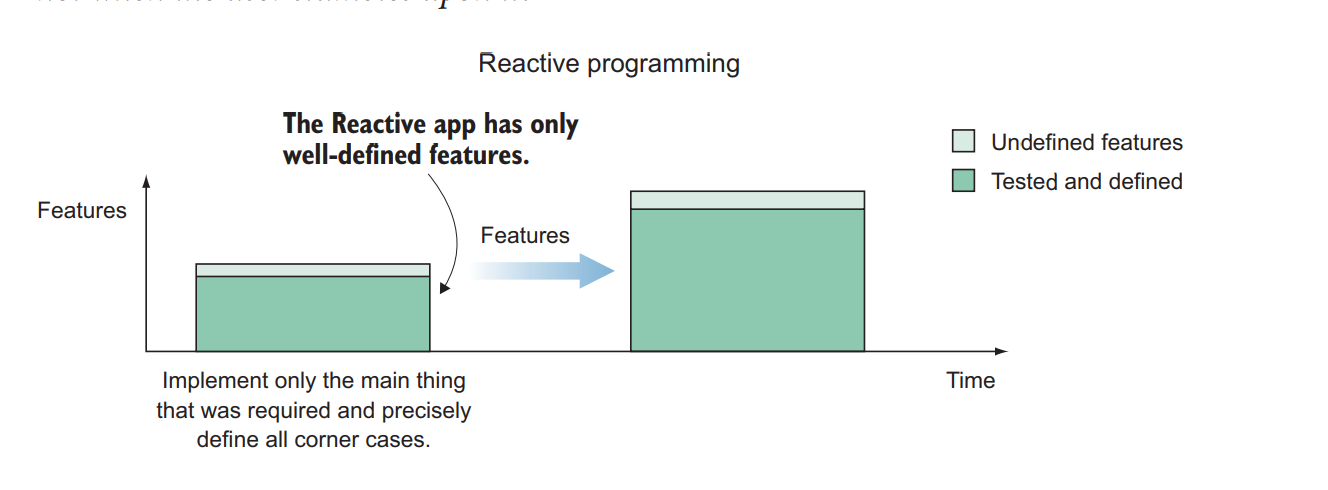 Reactive programming
The Reactive app has only
well-defined features.
Undefined features
Tested and defined
Features
Features
Implement only the main thing
that was required and precisely
define all corner cases.
Time